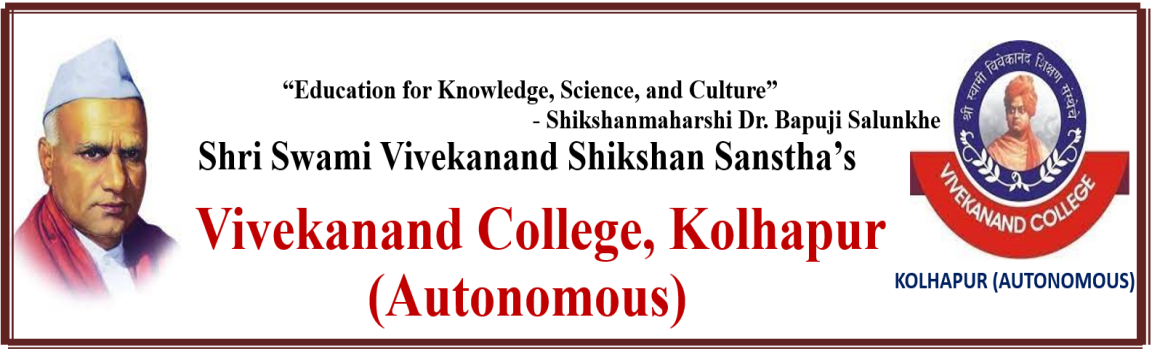 “Education for Knowledge, Science, and Culture”
- Shikshanmaharshi Dr. Bapuji Salunkhe
Shri Swami Vivekanand Shikshan Sanstha’s
Vivekanand College, Kolhapur
(Autonomous)
श्री स्वामी विवेकानंद शिक्षण संस्थेचे
VIVEKANAND COLLEGE
KOLHAPUR (AUTONOMOUS)